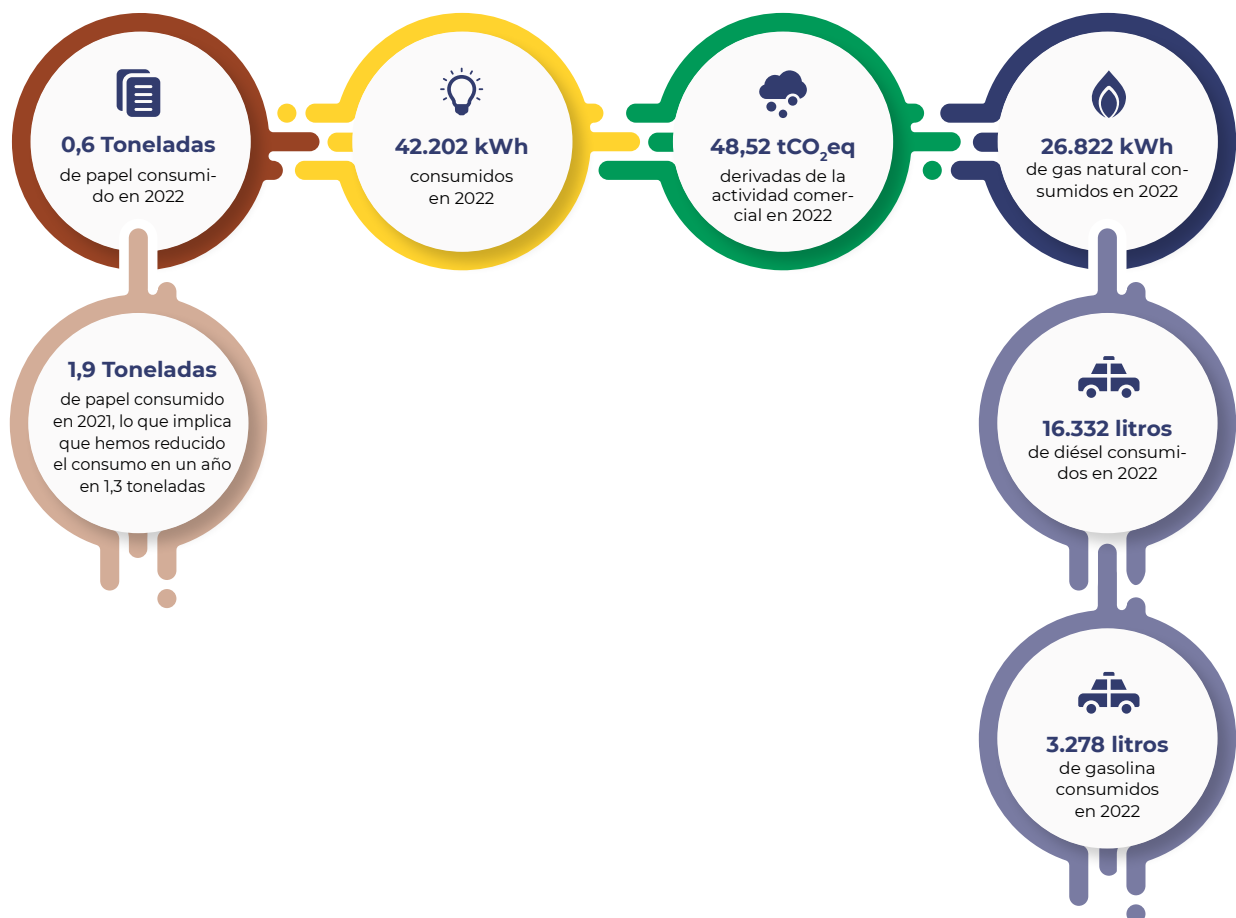 0,6 Toneladas
de papel consumi-
do en 2022
42.202 kWh
consumidos
en 2022
48,52 tCO₂eq
derivadas de la
actividad comer-
cial en 2022
26.822 kWh
de gas natural con-
sumidos en 2022
1,9 Toneladas
de papel consumido
en 2021, lo que implica
que hemos reducido
el consumo en un año
en 1,3 toneladas
16.332 litros
de diésel consumi-
dos en 2022
3.278 litros
de gasolina
consumidos
en 2022